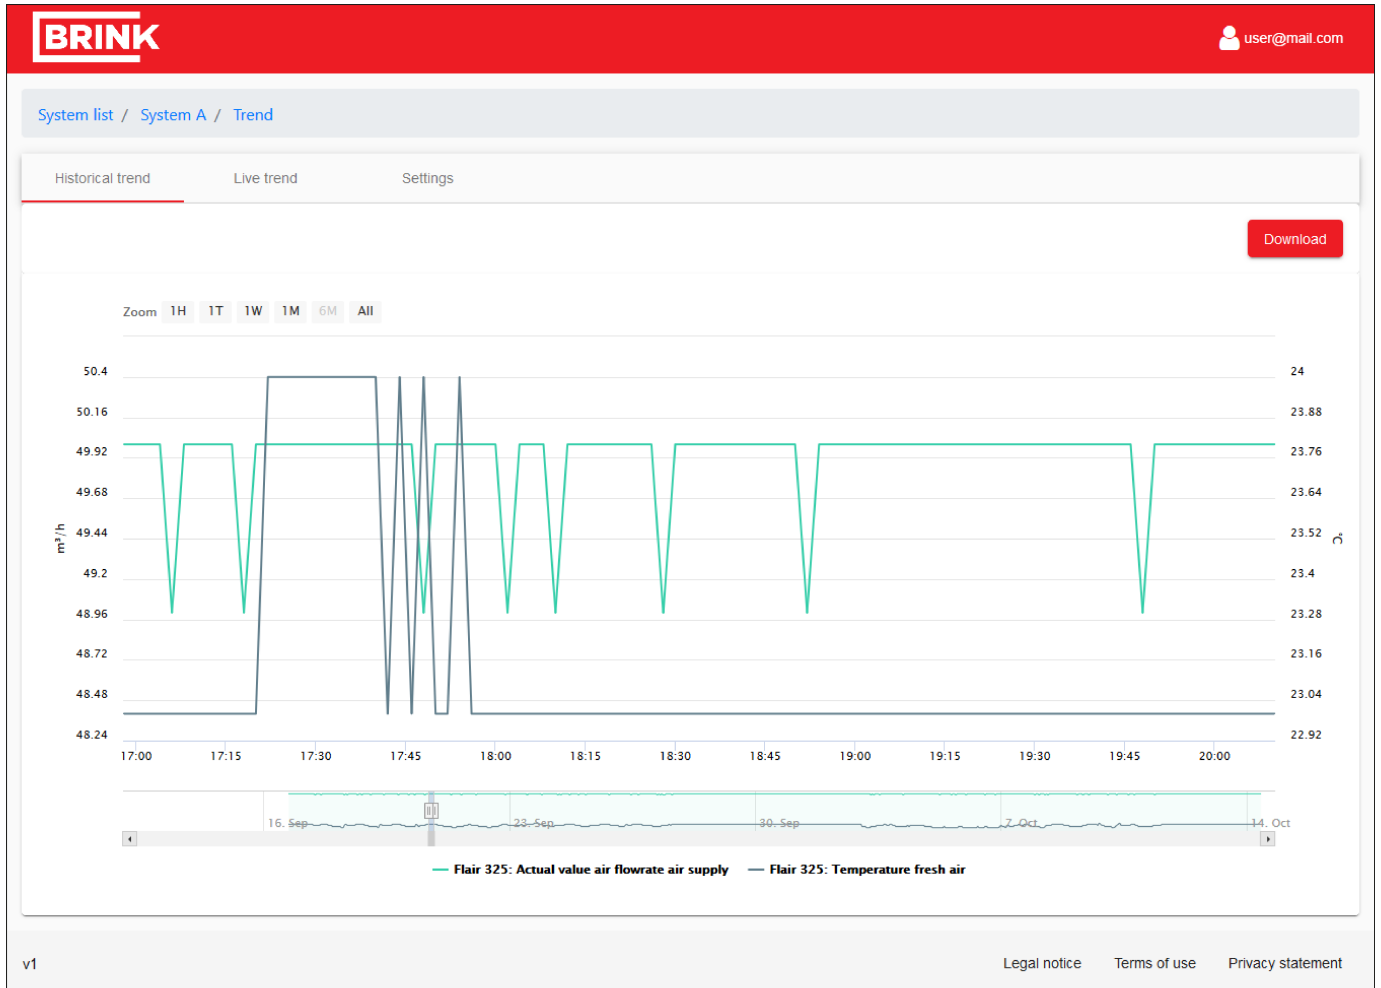 BRINK
user@mail.com
System list / System A / Trend
Historical trend Live trend Settings
Download
Zoom 1H 1T 1W 1M 6M All
50.4 24
50.16 23.88
49.92 23.76
49.68 23.64
49.44 23.52
m³/h °C
49.2 23.4
48.96 23.28
48.72 23.16
48.48 23.04
48.24 22.92
17:00 17:15 17:30 17:45 18:00 18:15 18:30 18:45 19:00 19:15 19:30 19:45 20:00
16. Sep 23. Sep 30. Sep 7. Oct 14. Oct
Flair 325: Actual value air flowrate air supply Flair 325: Temperature fresh air
v1 Legal notice Terms of use Privacy statement